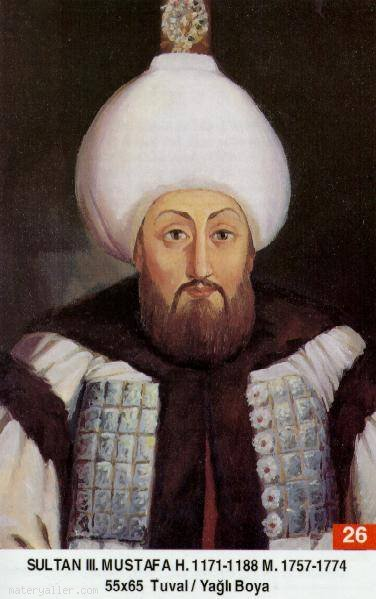 26
SULTAN III. MUSTAFA H. 1171-1188 M. 1757-1774
55x65 Tuval / Yağlı Boya
materyaller.com